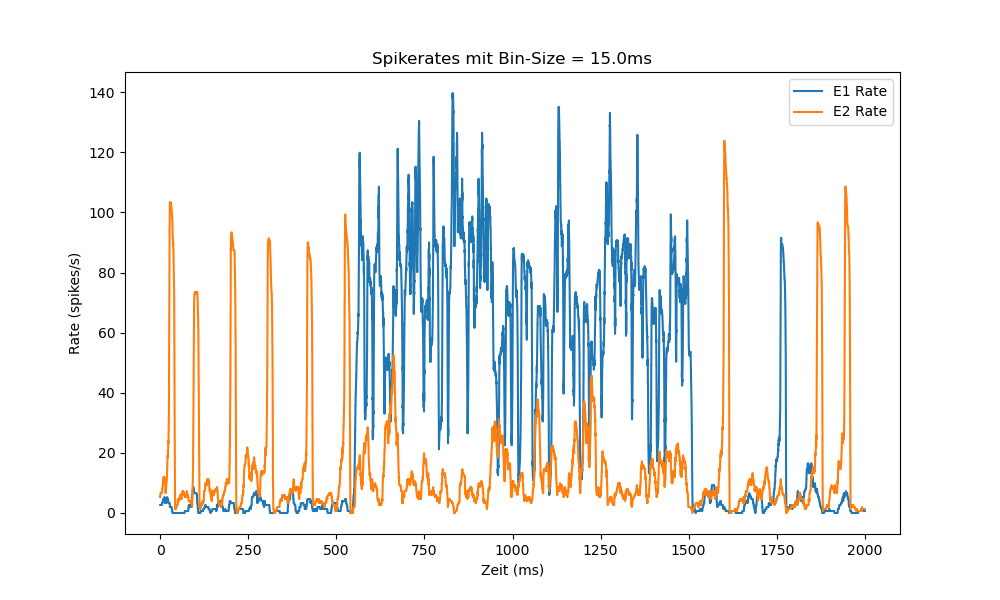 Spikerates mit Bin-Size = 15.0ms
E1 Rate
E2 Rate
140
120
100
80
60
40
20
0
Rate (spikes/s)
0 250 500 750 1000 1250 1500 1750 2000
Zeit (ms)